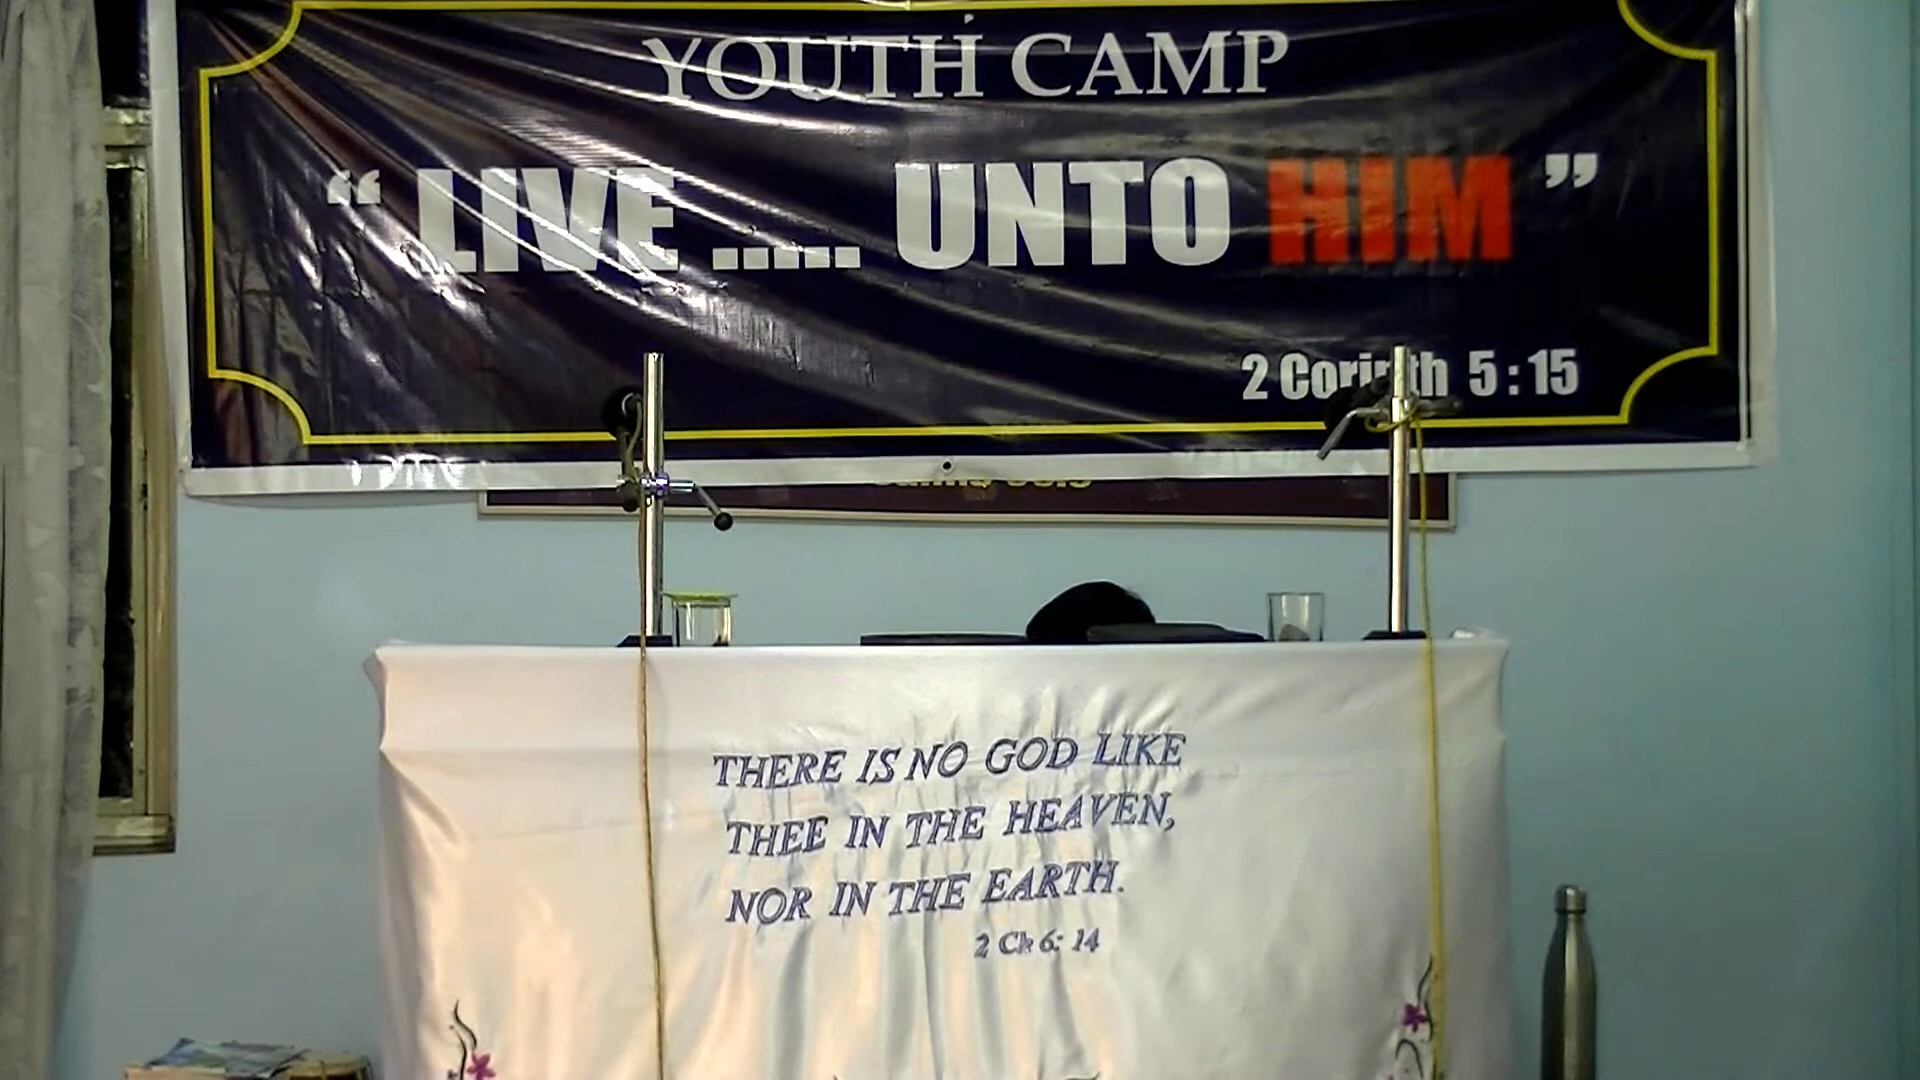 YOUTH CAMP
“ LIVE ..... UNTO HIM ”
2 Corinth 5 : 15
THERE IS NO GOD LIKE
THEE IN THE HEAVEN,
NOR IN THE EARTH.
2 Ch 6: 14